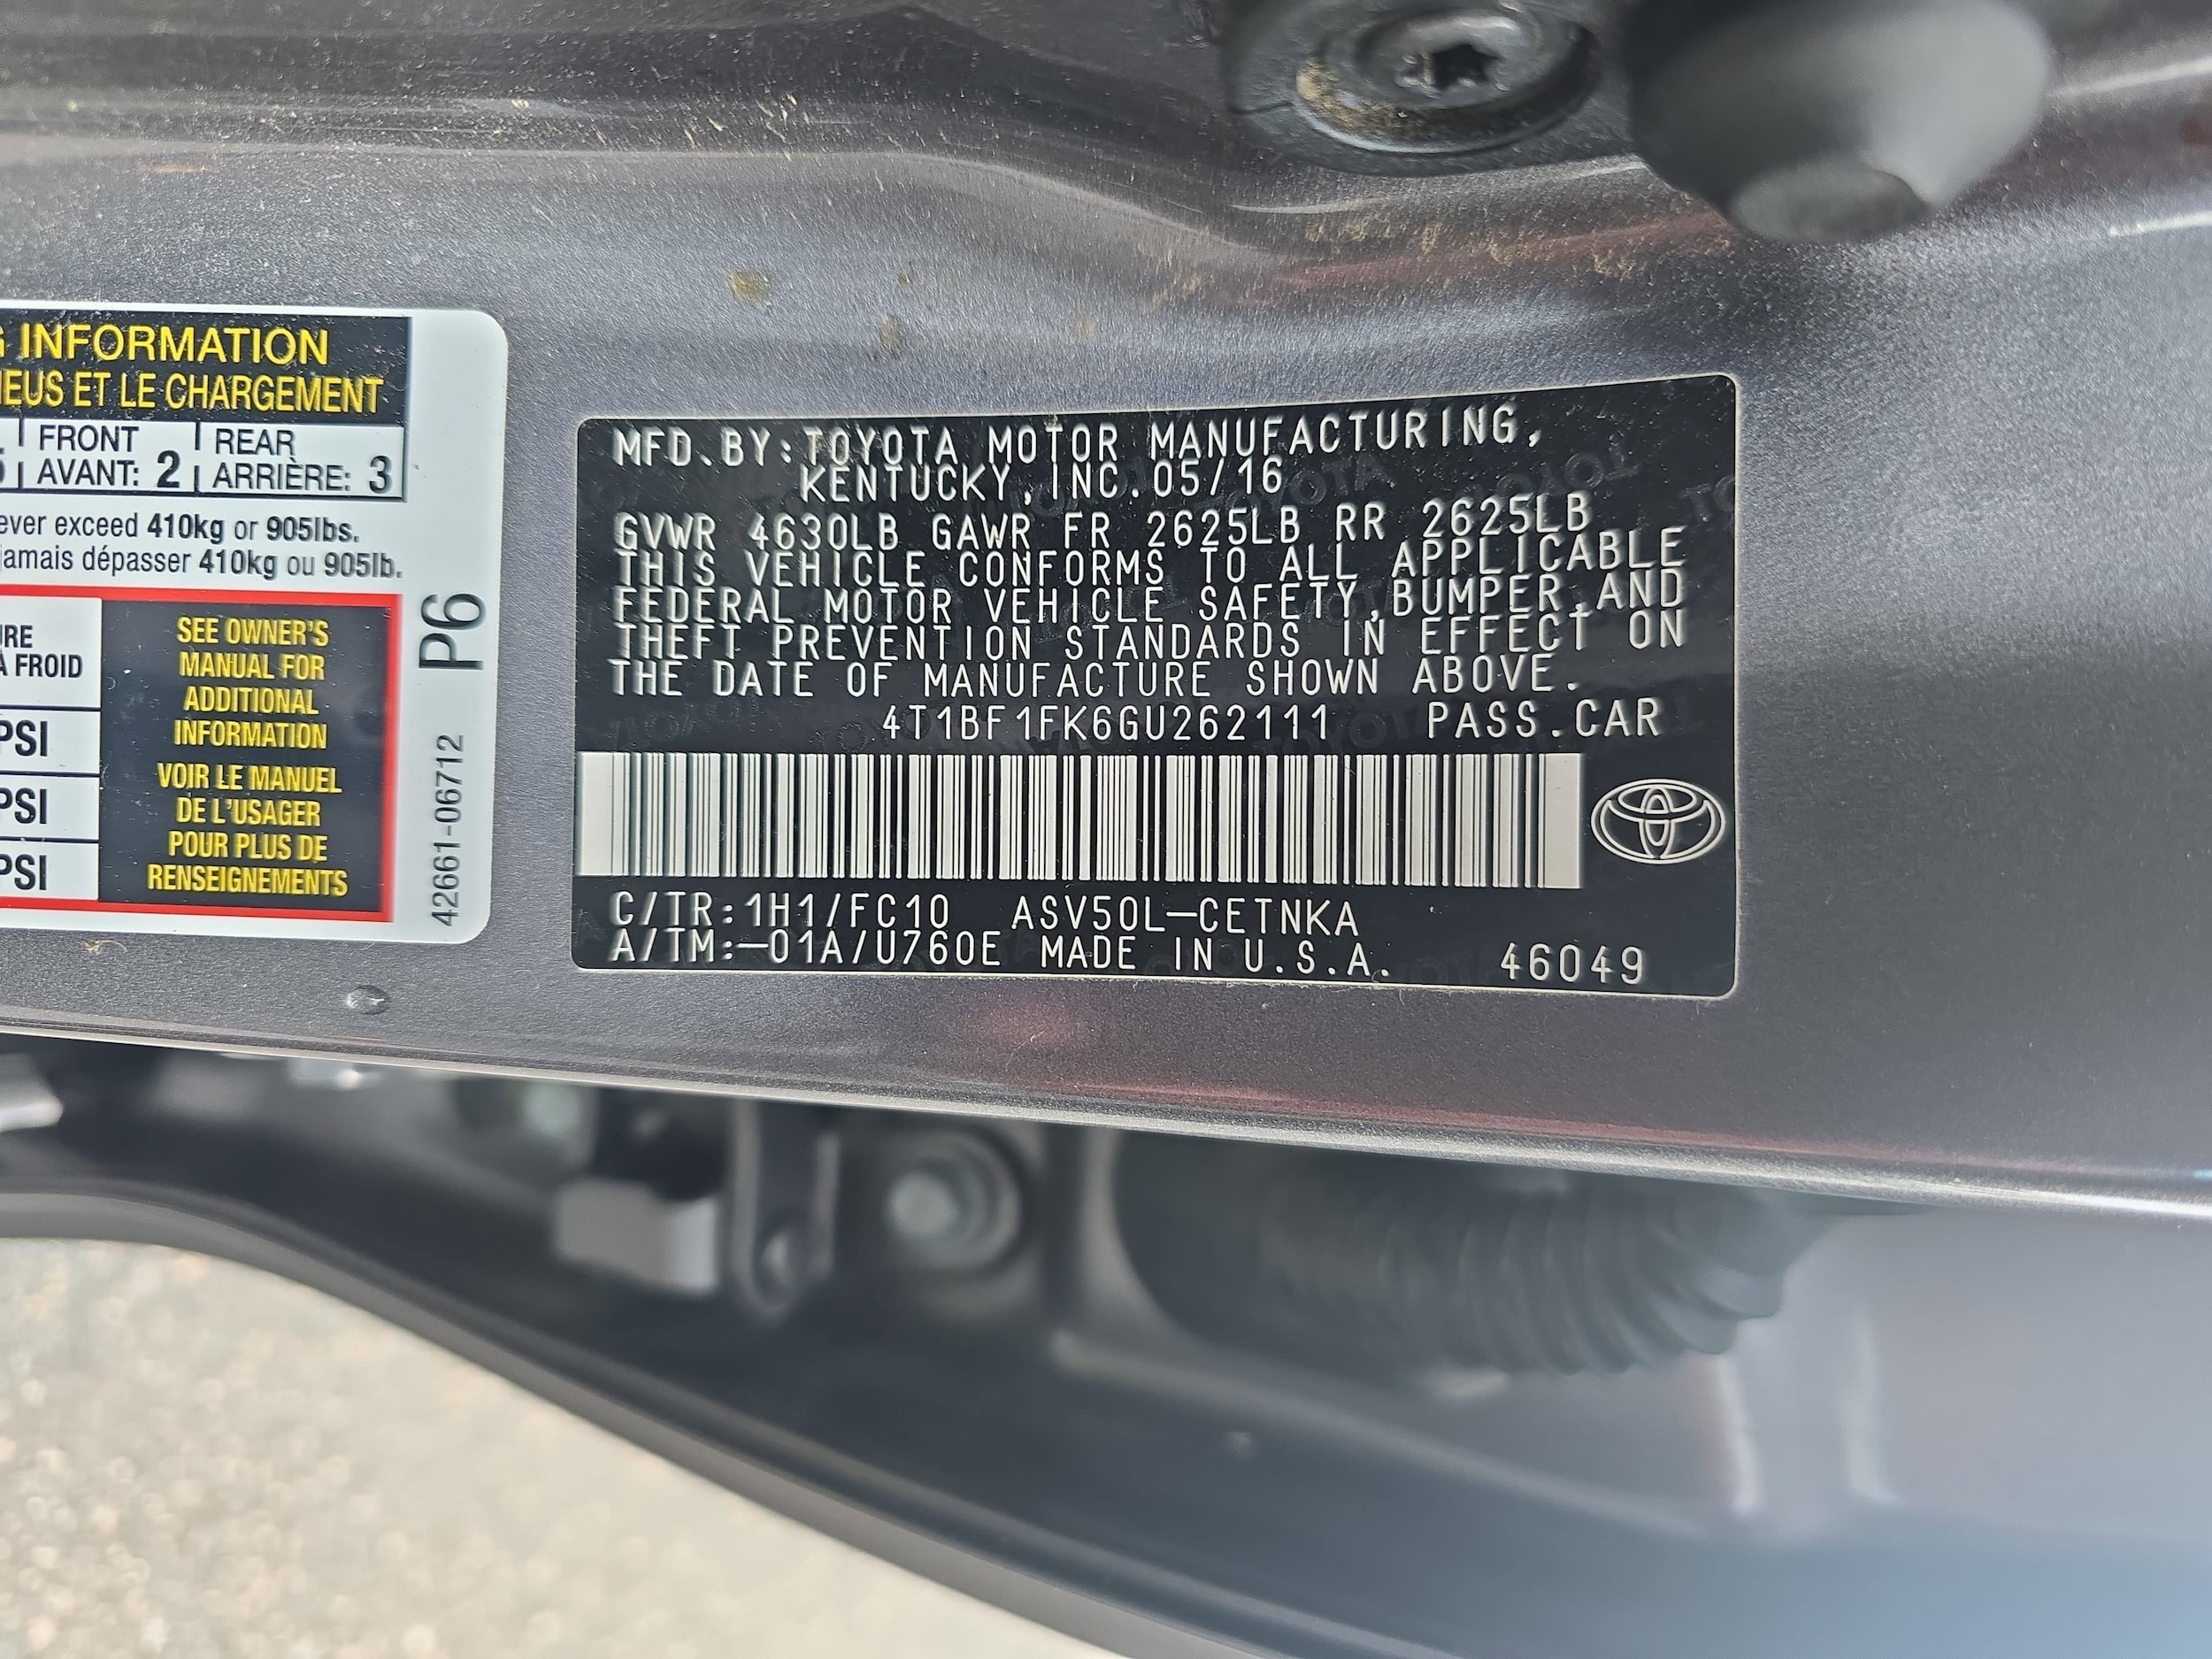 INFORMATION
EUS ET LE CHARGEMENT
FRONT
AVANT: 2
REAR
ARRIÈRE: 3
ever exceed 410kg or 905lbs.
jamais dépasser 410kg ou 905lb.
URE
À FROID
PSI
PSI
PSI
SEE OWNER'S
MANUAL FOR
ADDITIONAL
INFORMATION
VOIR LE MANUEL
DE L'USAGER
POUR PLUS DE
RENSEIGNEMENTS
P6
42661-06712
MFD.BY:TOYOTA MOTOR MANUFACTURING,
KENTUCKY,INC.05/16
GVWR 4630LB GAWR FR 2625LB RR 2625LB
THIS VEHICLE CONFORMS TO ALL APPLICABLE
FEDERAL MOTOR VEHICLE SAFETY,BUMPER,AND
THEFT PREVENTION STANDARDS IN EFFECT ON
THE DATE OF MANUFACTURE SHOWN ABOVE.
4T1BF1FK6GU262111 PASS.CAR
C/TR:1H1/FC10 ASV50L-CETNKA
A/TM:-01A/U760E MADE IN U.S.A. 46049